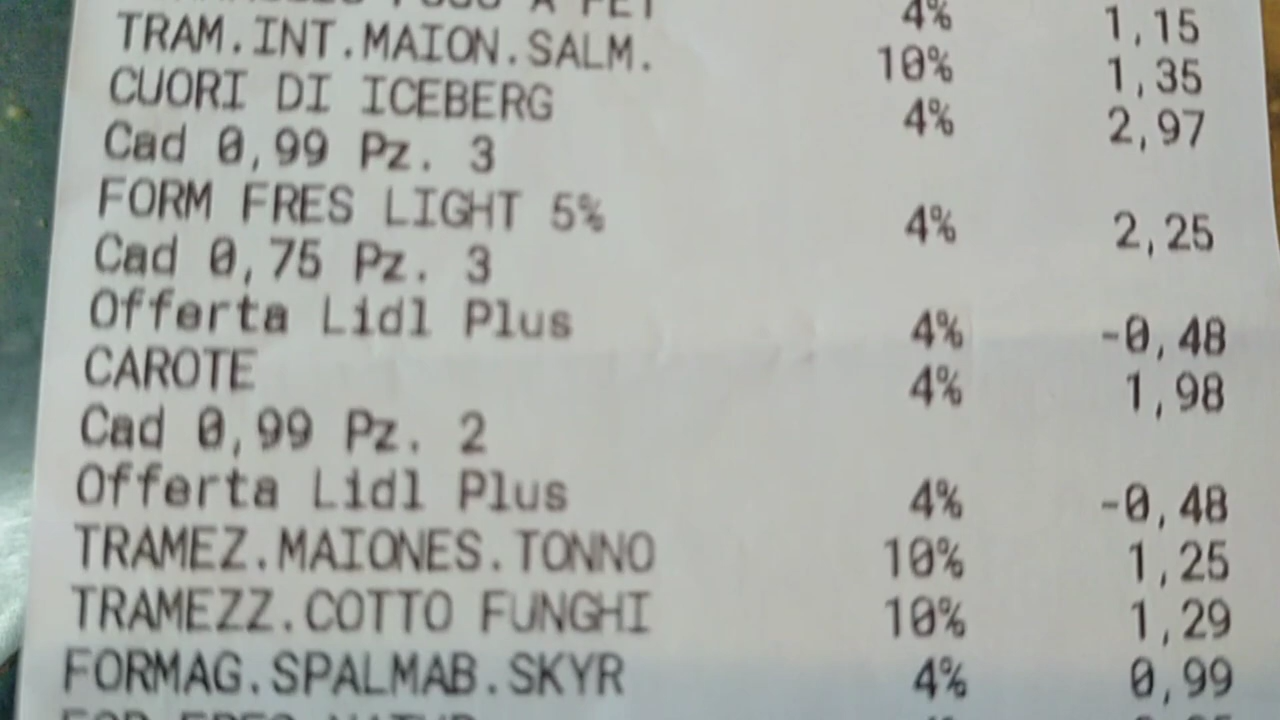 4% 1,15
TRAM.INT.MAION.SALM. 10% 1,35
CUORI DI ICEBERG 4% 2,97
Cad 0,99 Pz. 3
FORM FRES LIGHT 5% 4% 2,25
Cad 0,75 Pz. 3
Offerta Lidl Plus 4% -0,48
CAROTE 4% 1,98
Cad 0,99 Pz. 2
Offerta Lidl Plus 4% -0,48
TRAMEZ.MAIONES.TONNO 10% 1,25
TRAMEZZ.COTTO FUNGHI 10% 1,29
FORMAG.SPALMAB.SKYR 4% 0,99